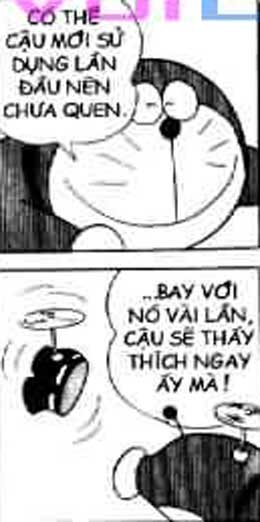 CÓ THỂ
CẬU MỚI SỬ
DỤNG LẦN
ĐẦU NÊN
CHƯA QUEN.
...BAY VỚI
NÓ VÀI LẦN,
CẬU SẼ THẤY
THÍCH NGAY
ẤY MÀ!